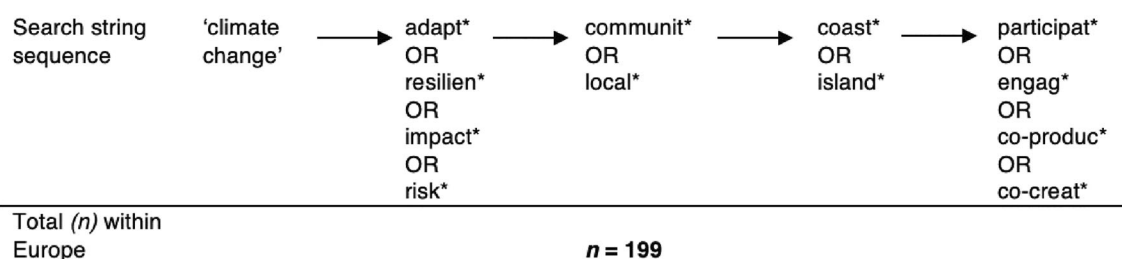 Search string sequence
'climate change'
adapt*
OR
resilien*
OR
impact*
OR
risk*
communit*
OR
local*
coast*
OR
island*
participat*
OR
engag*
OR
co-produc*
OR
co-creat*
Total (n) within
Europe
n = 199